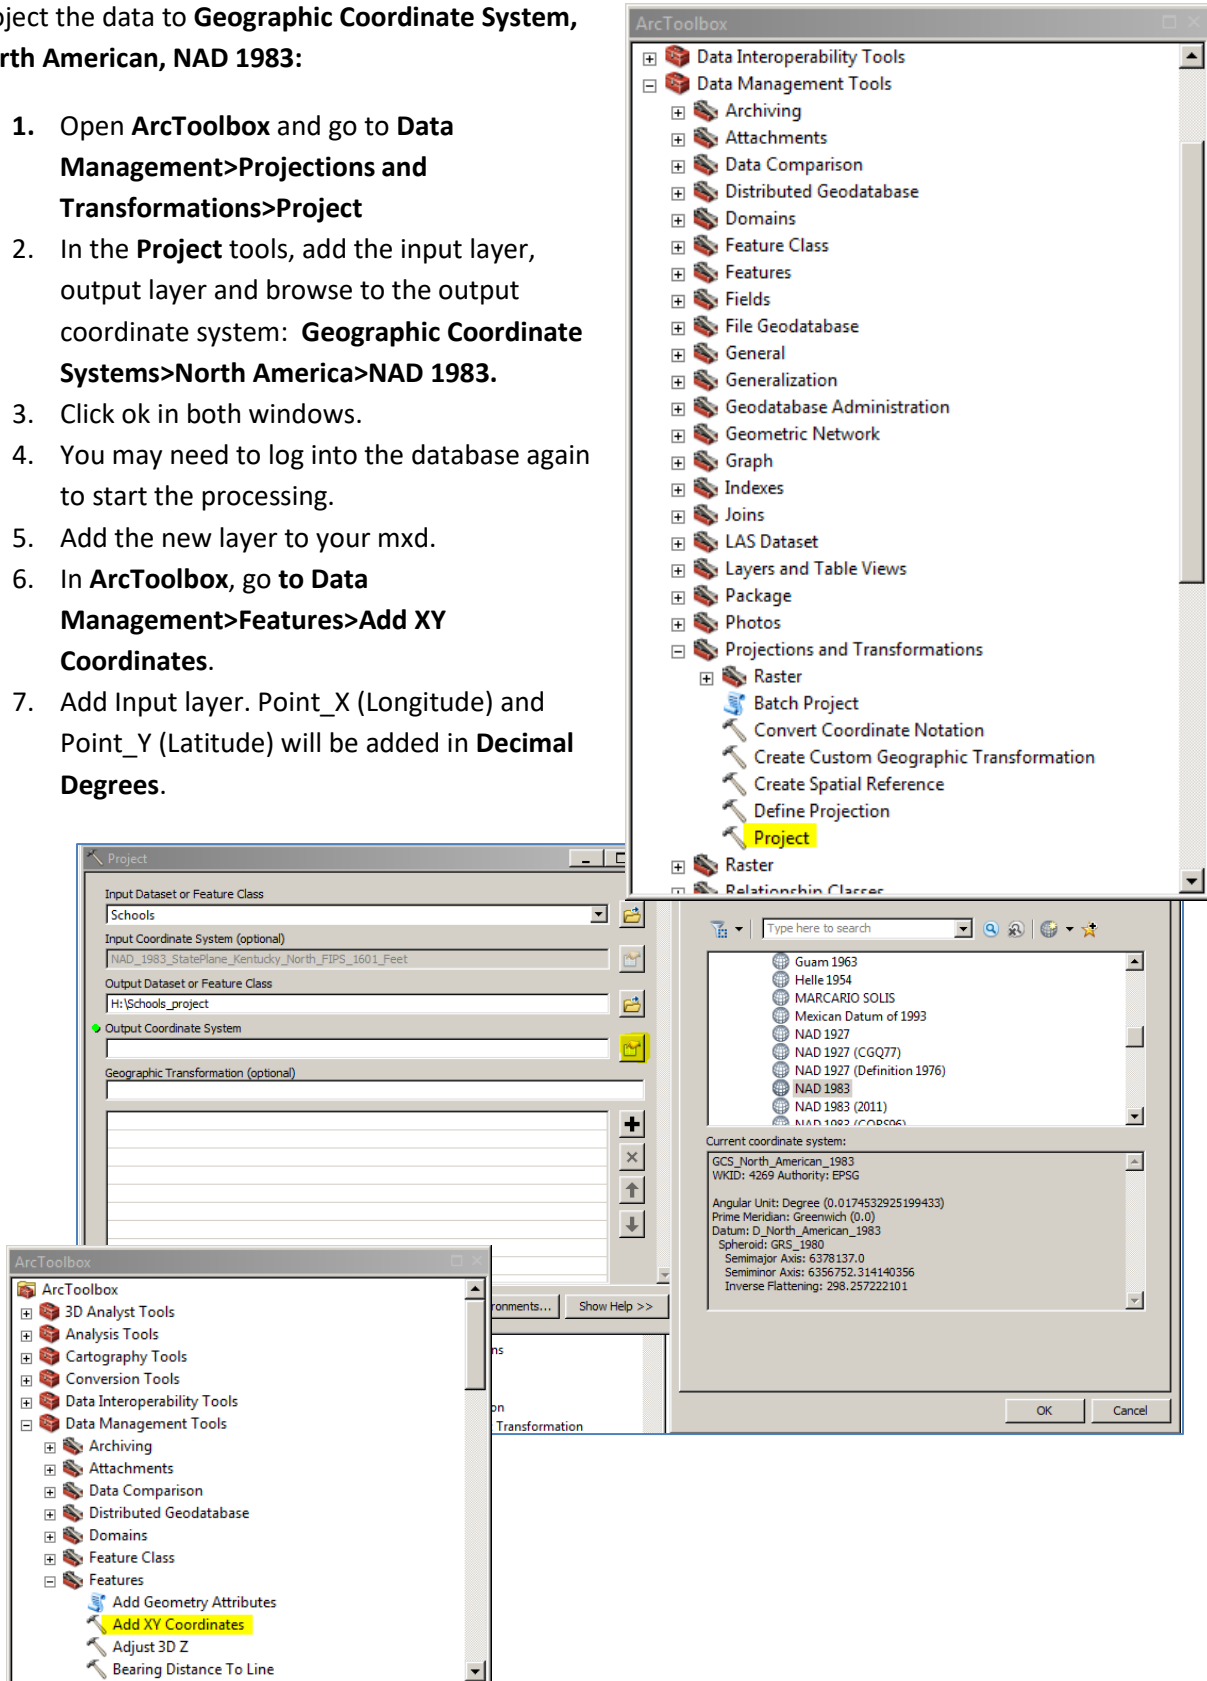 ject the data to Geographic Coordinate System,
rth American, NAD 1983:
1. Open ArcToolbox and go to Data
Management>Projections and
Transformations>Project
2. In the Project tools, add the input layer,
output layer and browse to the output
coordinate system:  Geographic Coordinate
Systems>North America>NAD 1983.
3. Click ok in both windows.
4. You may need to log into the database again
to start the processing.
5. Add the new layer to your mxd.
6. In ArcToolbox, go to Data
Management>Features>Add XY
Coordinates.
7. Add Input layer. Point_X (Longitude) and
Point_Y (Latitude) will be added in Decimal
Degrees.
ArcToolbox
Data Interoperability Tools
Data Management Tools
Archiving
Attachments
Data Comparison
Distributed Geodatabase
Domains
Feature Class
Features
Fields
File Geodatabase
General
Generalization
Geodatabase Administration
Geometric Network
Graph
Indexes
Joins
LAS Dataset
Layers and Table Views
Package
Photos
Projections and Transformations
Raster
Batch Project
Convert Coordinate Notation
Create Custom Geographic Transformation
Create Spatial Reference
Define Projection
Project
Raster
Relationship Classes
Project
Input Dataset or Feature Class
Schools
Input Coordinate System (optional)
NAD_1983_StatePlane_Kentucky_North_FIPS_1601_Feet
Output Dataset or Feature Class
H:\Schools_project
Output Coordinate System
Geographic Transformation (optional)
ronments...
Show Help >>
ns
on
Transformation
Type here to search
Guam 1963
Helle 1954
MARCARIO SOLIS
Mexican Datum of 1993
NAD 1927
NAD 1927 (CGQ77)
NAD 1927 (Definition 1976)
NAD 1983
NAD 1983 (2011)
NAD 1983 (CORS96)
Current coordinate system:
GCS_North_American_1983
WKID: 4269 Authority: EPSG
Angular Unit: Degree (0.0174532925199433)
Prime Meridian: Greenwich (0.0)
Datum: D_North_American_1983
Spheroid: GRS_1980
Semimajor Axis: 6378137.0
Semiminor Axis: 6356752.314140356
Inverse Flattening: 298.257222101
OK
Cancel
ArcToolbox
ArcToolbox
3D Analyst Tools
Analysis Tools
Cartography Tools
Conversion Tools
Data Interoperability Tools
Data Management Tools
Archiving
Attachments
Data Comparison
Distributed Geodatabase
Domains
Feature Class
Features
Add Geometry Attributes
Add XY Coordinates
Adjust 3D Z
Bearing Distance To Line